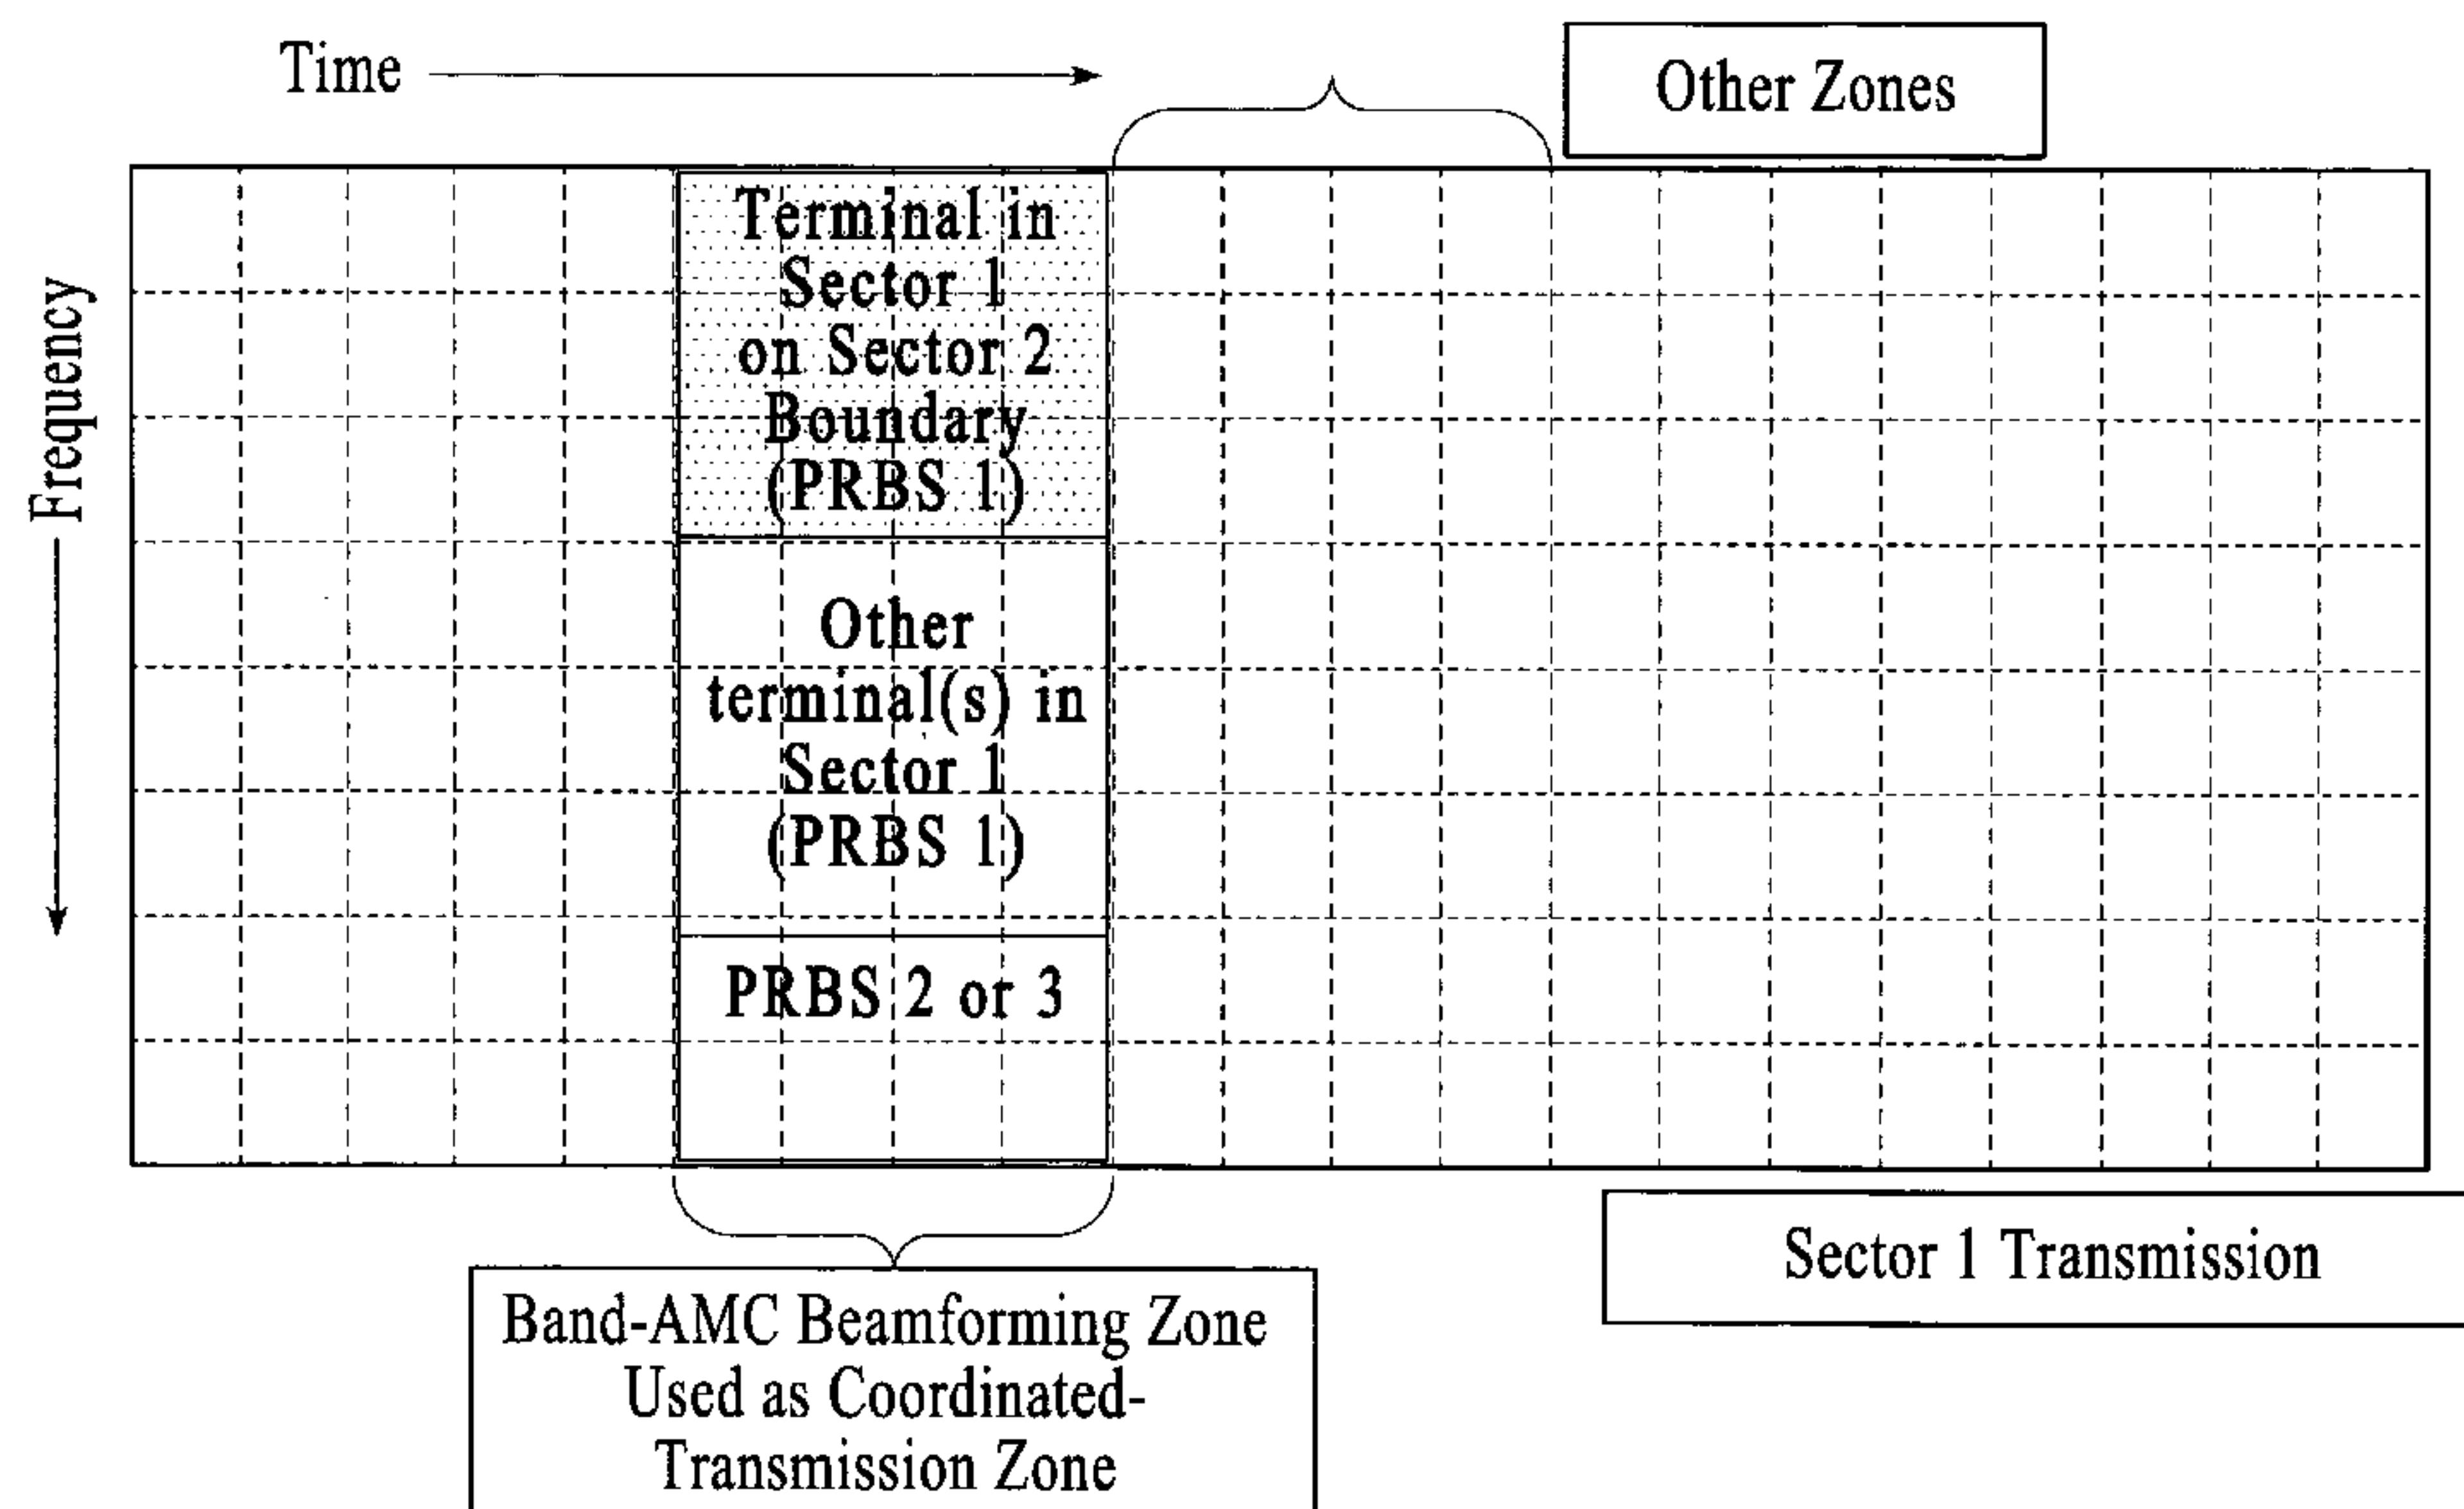 Time
Other Zones
Frequency
Terminal in
Sector 1
on Sector 2
Boundary
(PRBS 1)
Other
terminal(s) in
Sector 1
(PRBS 1)
PRBS 2 or 3
Sector 1 Transmission
Band-AMC Beamforming Zone
Used as Coordinated-
Transmission Zone